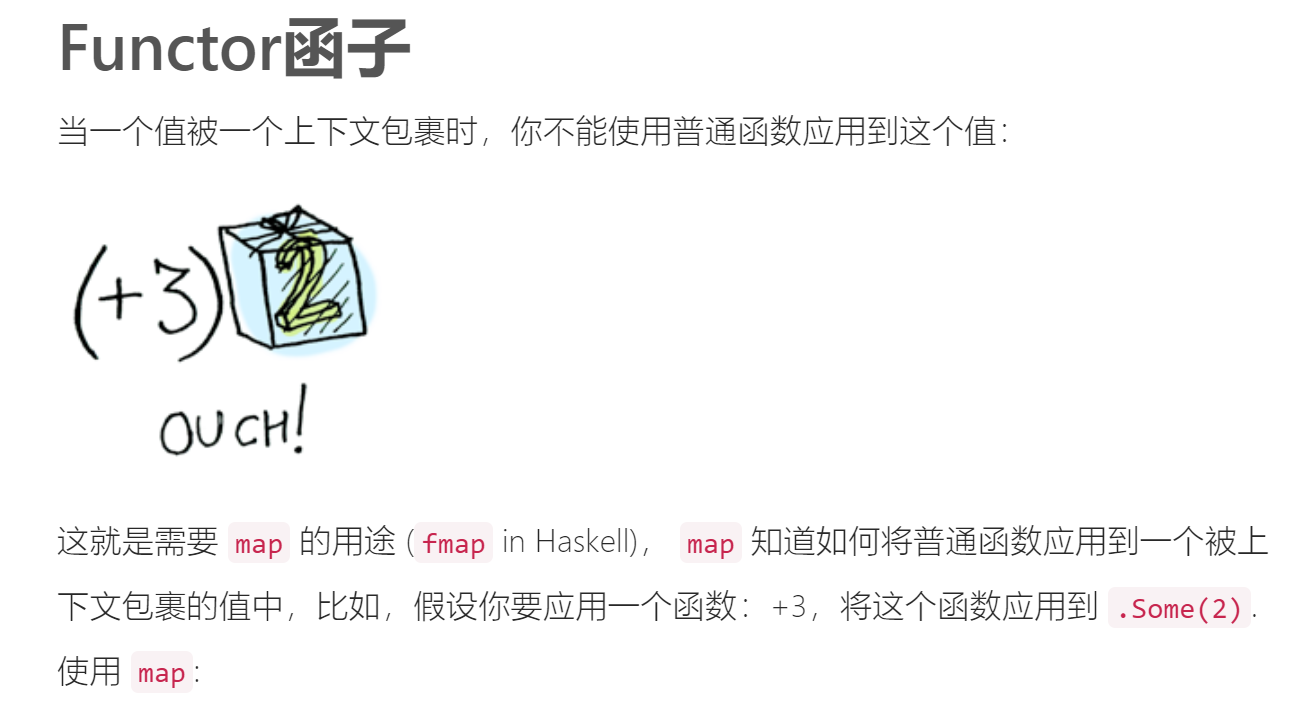 Functor函子
当一个值被一个上下文包裹时，你不能使用普通函数应用到这个值：
(+3) 2
OUCH!
这就是需要 map 的用途 (fmap in Haskell)， map 知道如何将普通函数应用到一个被上
下文包裹的值中，比如，假设你要应用一个函数：+3，将这个函数应用到 .Some(2).
使用 map: